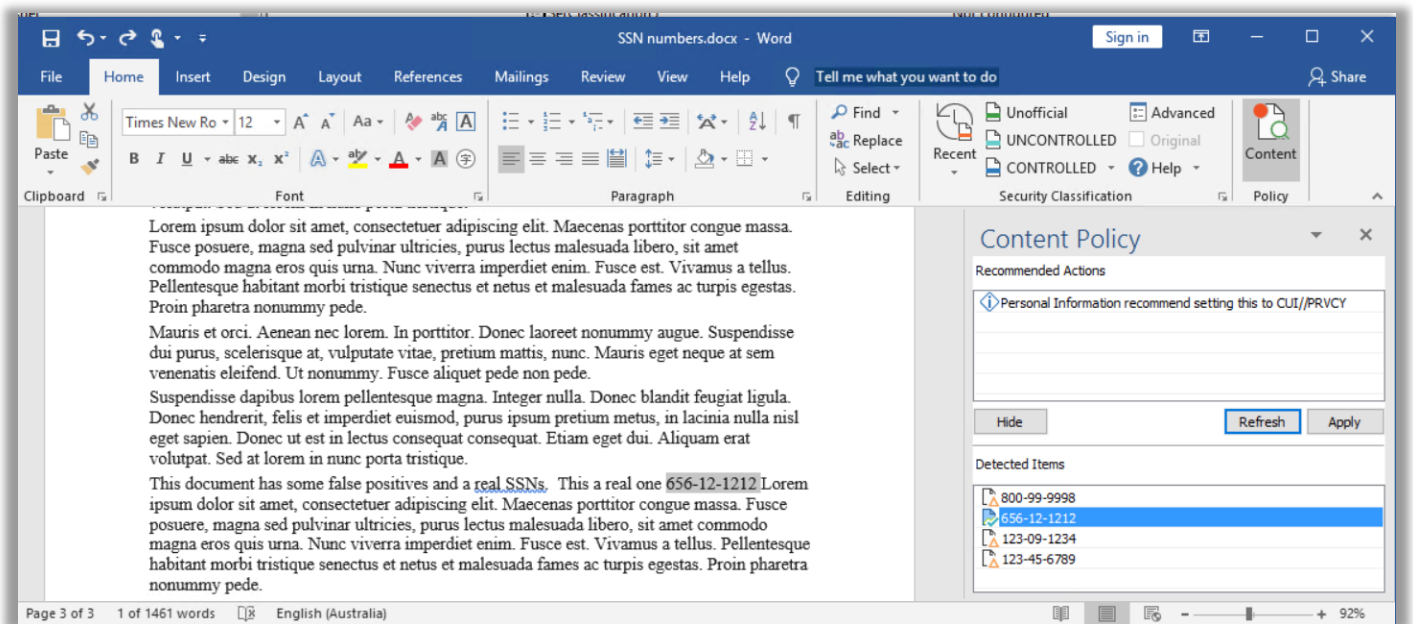 SSN numbers.docx - Word
Sign in
File Home Insert Design Layout References Mailings Review View Help Tell me what you want to do Share
Times New Ro 12 Aa
Find
Unofficial Advanced
Replace
UNCONTROLLED Original
Paste
Recent
Content
B I U abc X₂ X²
Select
CONTROLLED Help
Clipboard Font Paragraph Editing Security Classification Policy
Lorem ipsum dolor sit amet, consectetuer adipiscing elit. Maecenas porttitor congue massa.
Fusce posuere, magna sed pulvinar ultricies, purus lectus malesuada libero, sit amet
commodo magna eros quis urna. Nunc viverra imperdiet enim. Fusce est. Vivamus a tellus.
Pellentesque habitant morbi tristique senectus et netus et malesuada fames ac turpis egestas.
Proin pharetra nonummy pede.
Mauris et orci. Aenean nec lorem. In porttitor. Donec laoreet nonummy augue. Suspendisse
dui purus, scelerisque at, vulputate vitae, pretium mattis, nunc. Mauris eget neque at sem
venenatis eleifend. Ut nonummy. Fusce aliquet pede non pede.
Suspendisse dapibus lorem pellentesque magna. Integer nulla. Donec blandit feugiat ligula.
Donec hendrerit, felis et imperdiet euismod, purus ipsum pretium metus, in lacinia nulla nisl
eget sapien. Donec ut est in lectus consequat consequat. Etiam eget dui. Aliquam erat
volutpat. Sed at lorem in nunc porta tristique.
This document has some false positives and a real SSNs. This a real one 656-12-1212 Lorem
ipsum dolor sit amet, consectetuer adipiscing elit. Maecenas porttitor congue massa. Fusce
posuere, magna sed pulvinar ultricies, purus lectus malesuada libero, sit amet commodo
magna eros quis urna. Nunc viverra imperdiet enim. Fusce est. Vivamus a tellus. Pellentesque
habitant morbi tristique senectus et netus et malesuada fames ac turpis egestas. Proin pharetra
nonummy pede.
Content Policy
Recommended Actions
Personal Information recommend setting this to CUI//PRVCY
Hide Refresh Apply
Detected Items
800-99-9998
656-12-1212
123-09-1234
123-45-6789
Page 3 of 3 1 of 1461 words English (Australia) 92%